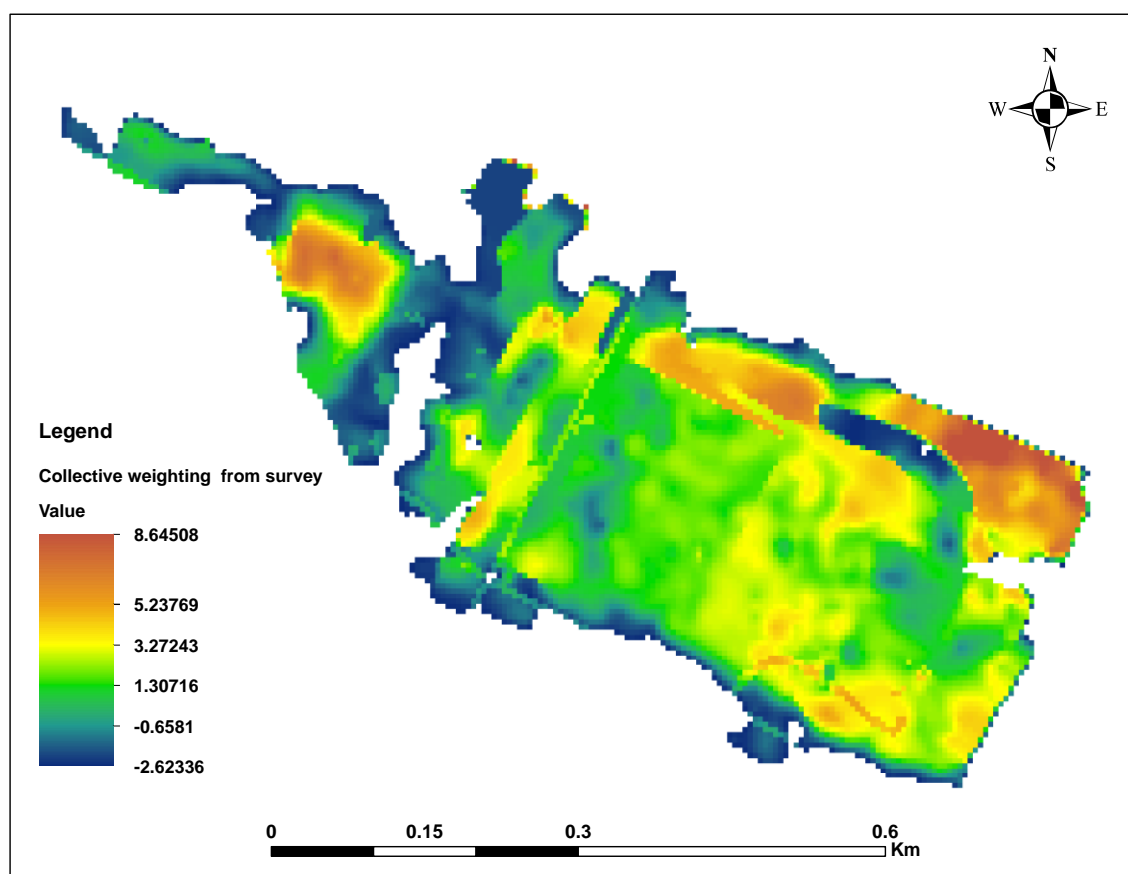 N
W E
S
Legend
Collective weighting from survey
Value
8.64508
5.23769
3.27243
1.30716
-0.6581
-2.62336
0 0.15 0.3 0.6
Km